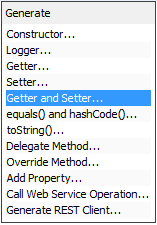 Generate
Constructor...
Logger...
Getter...
Setter...
Getter and Setter...
equals() and hashCode()...
toString()...
Delegate Method...
Override Method...
Add Property...
Call Web Service Operation...
Generate REST Client...